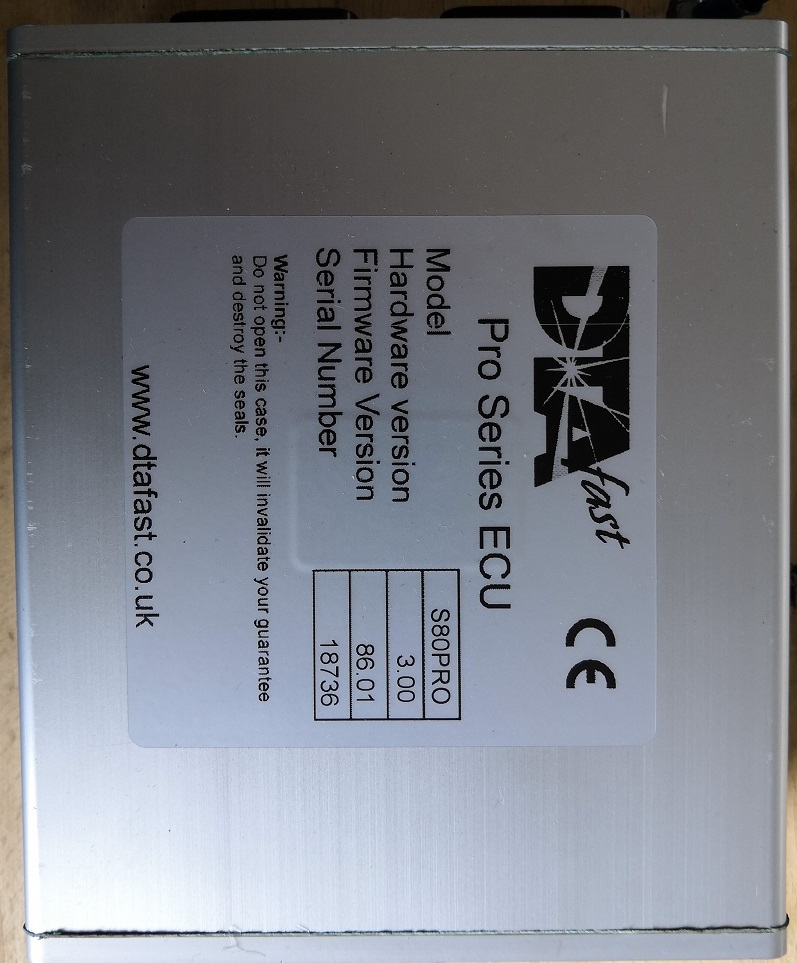 DTAfast CE
Pro Series ECU
Model S80PRO
Hardware version 3.00
Firmware Version 86.01
Serial Number 18736
Warning:-
Do not open this case, it will invalidate your guarantee
and destroy the seals.
www.dtafast.co.uk